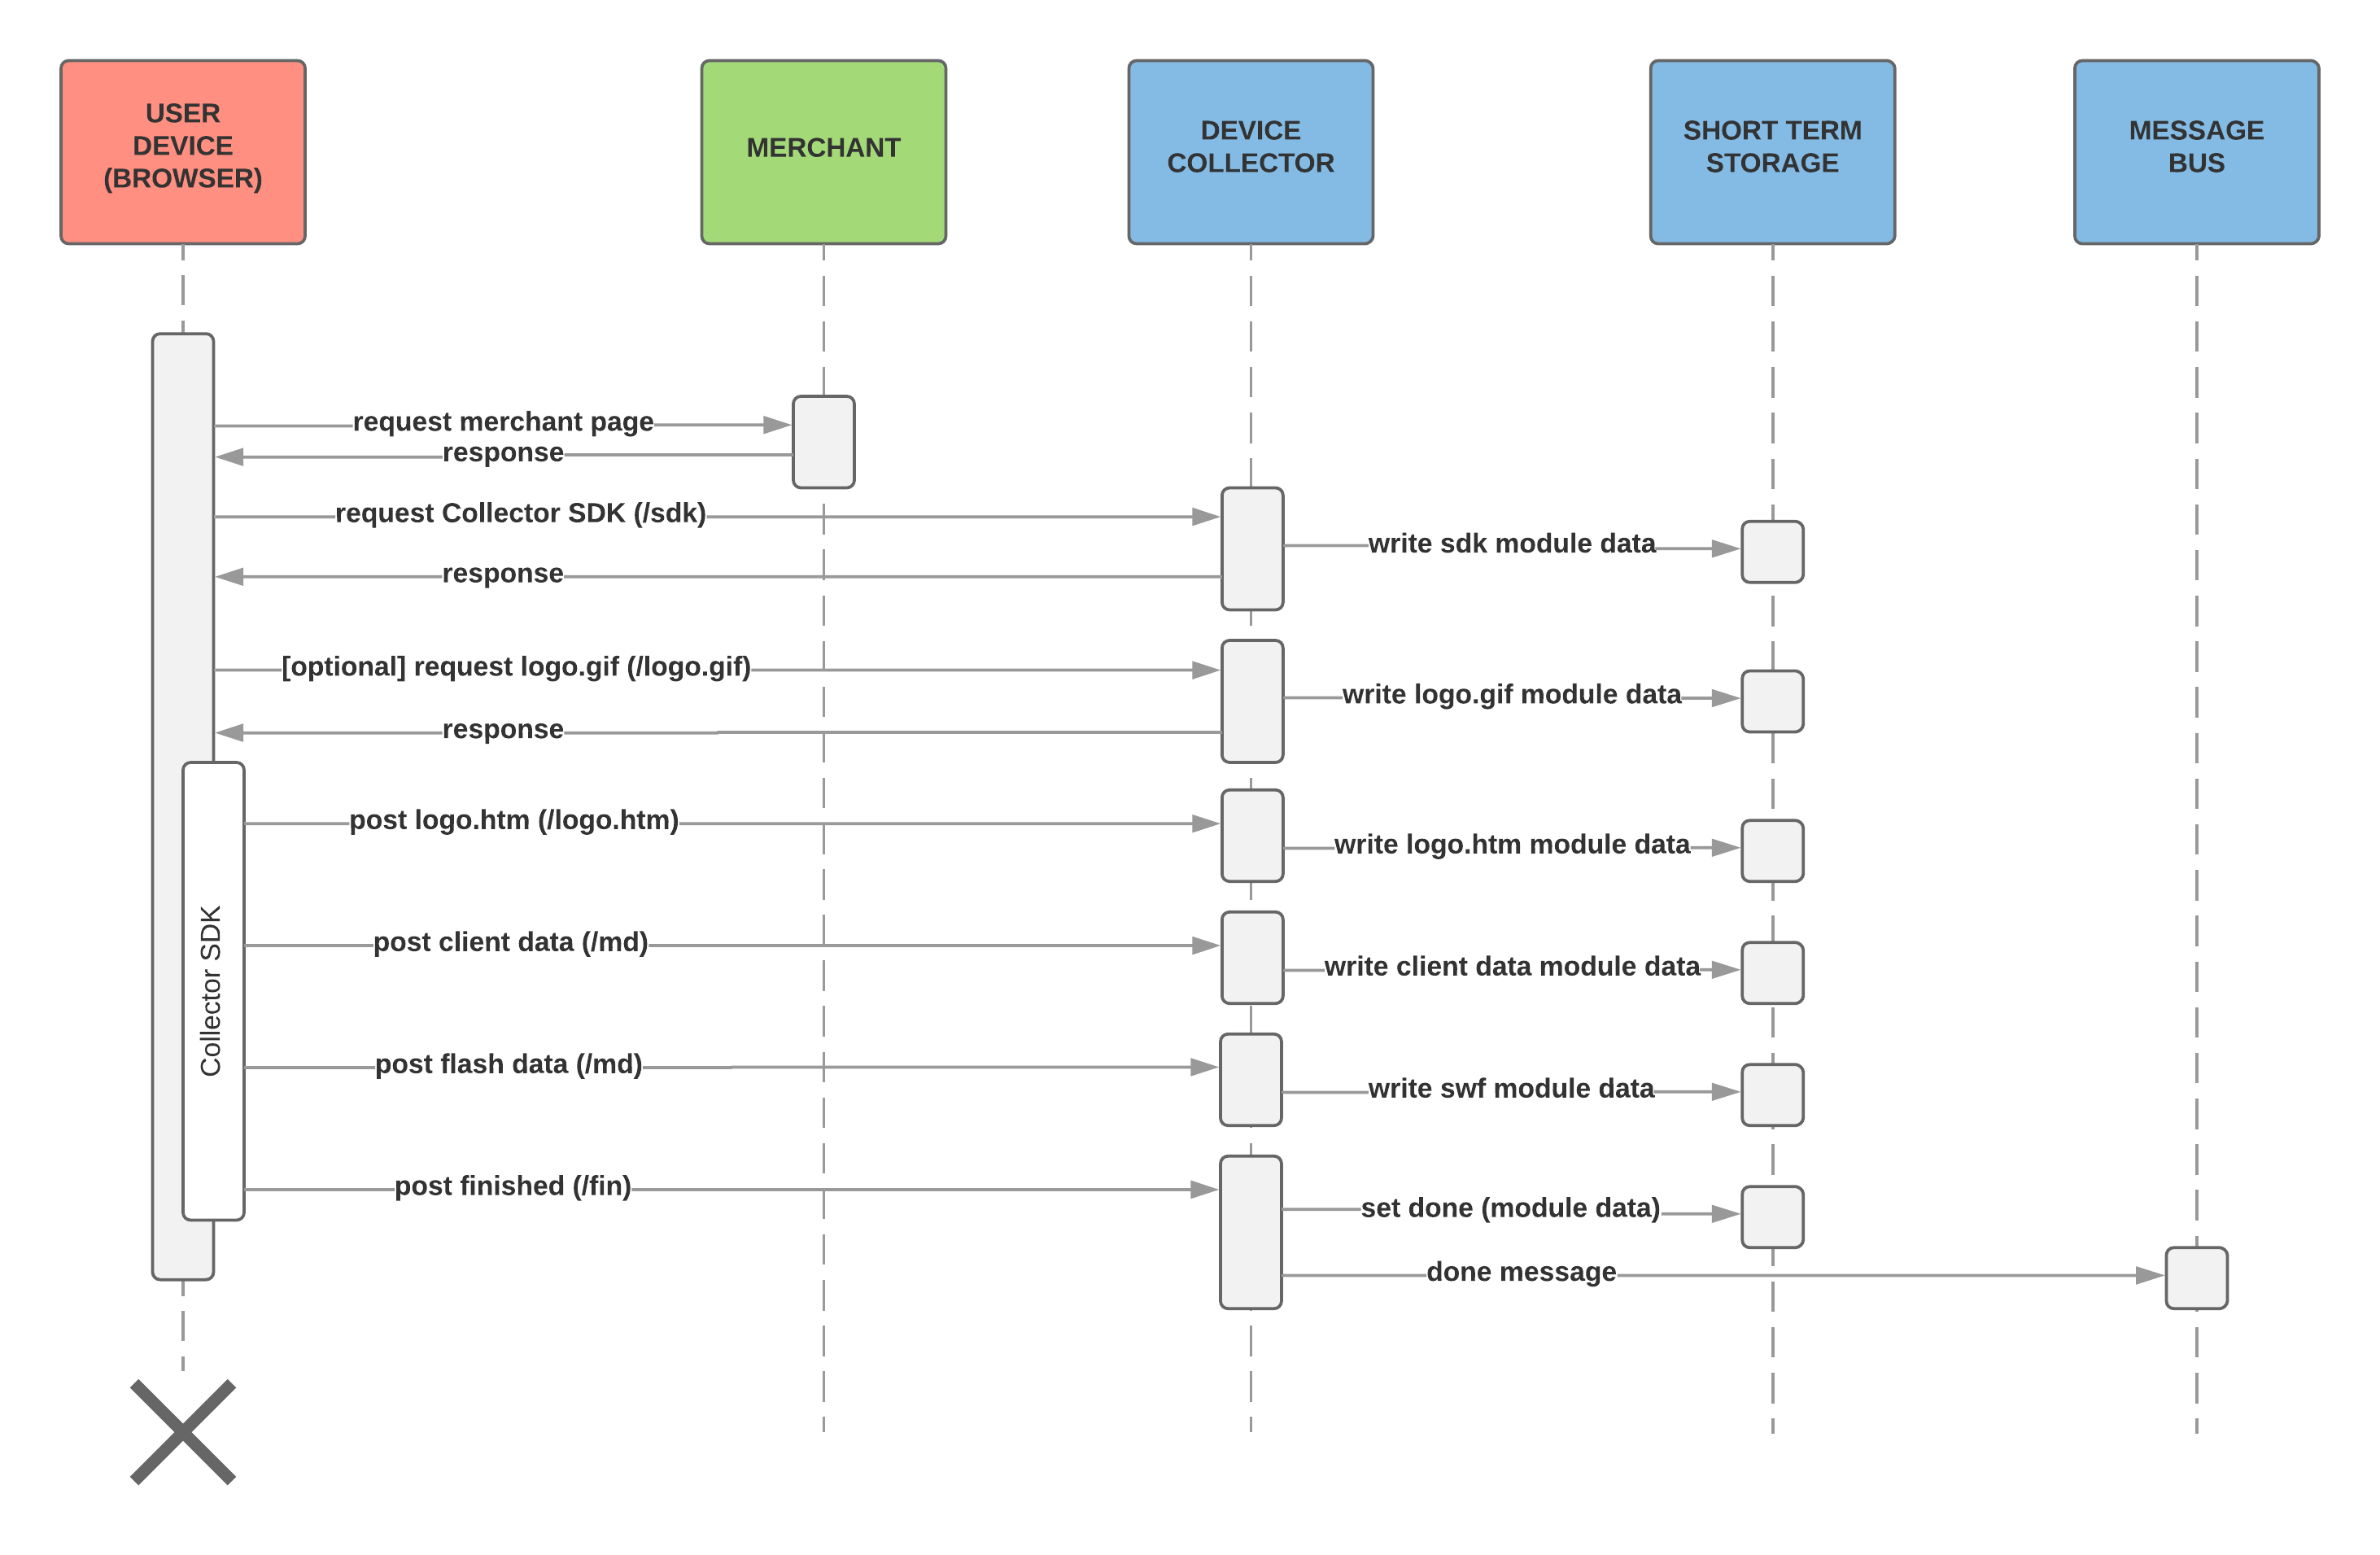 USER
DEVICE
(BROWSER)
MERCHANT
DEVICE
COLLECTOR
SHORT TERM
STORAGE
MESSAGE
BUS
request merchant page
response
request Collector SDK (/sdk)
write sdk module data
response
[optional] request logo.gif (/logo.gif)
write logo.gif module data
response
post logo.htm (/logo.htm)
write logo.htm module data
Collector SDK
post client data (/md)
write client data module data
post flash data (/md)
write swf module data
post finished (/fin)
set done (module data)
done message